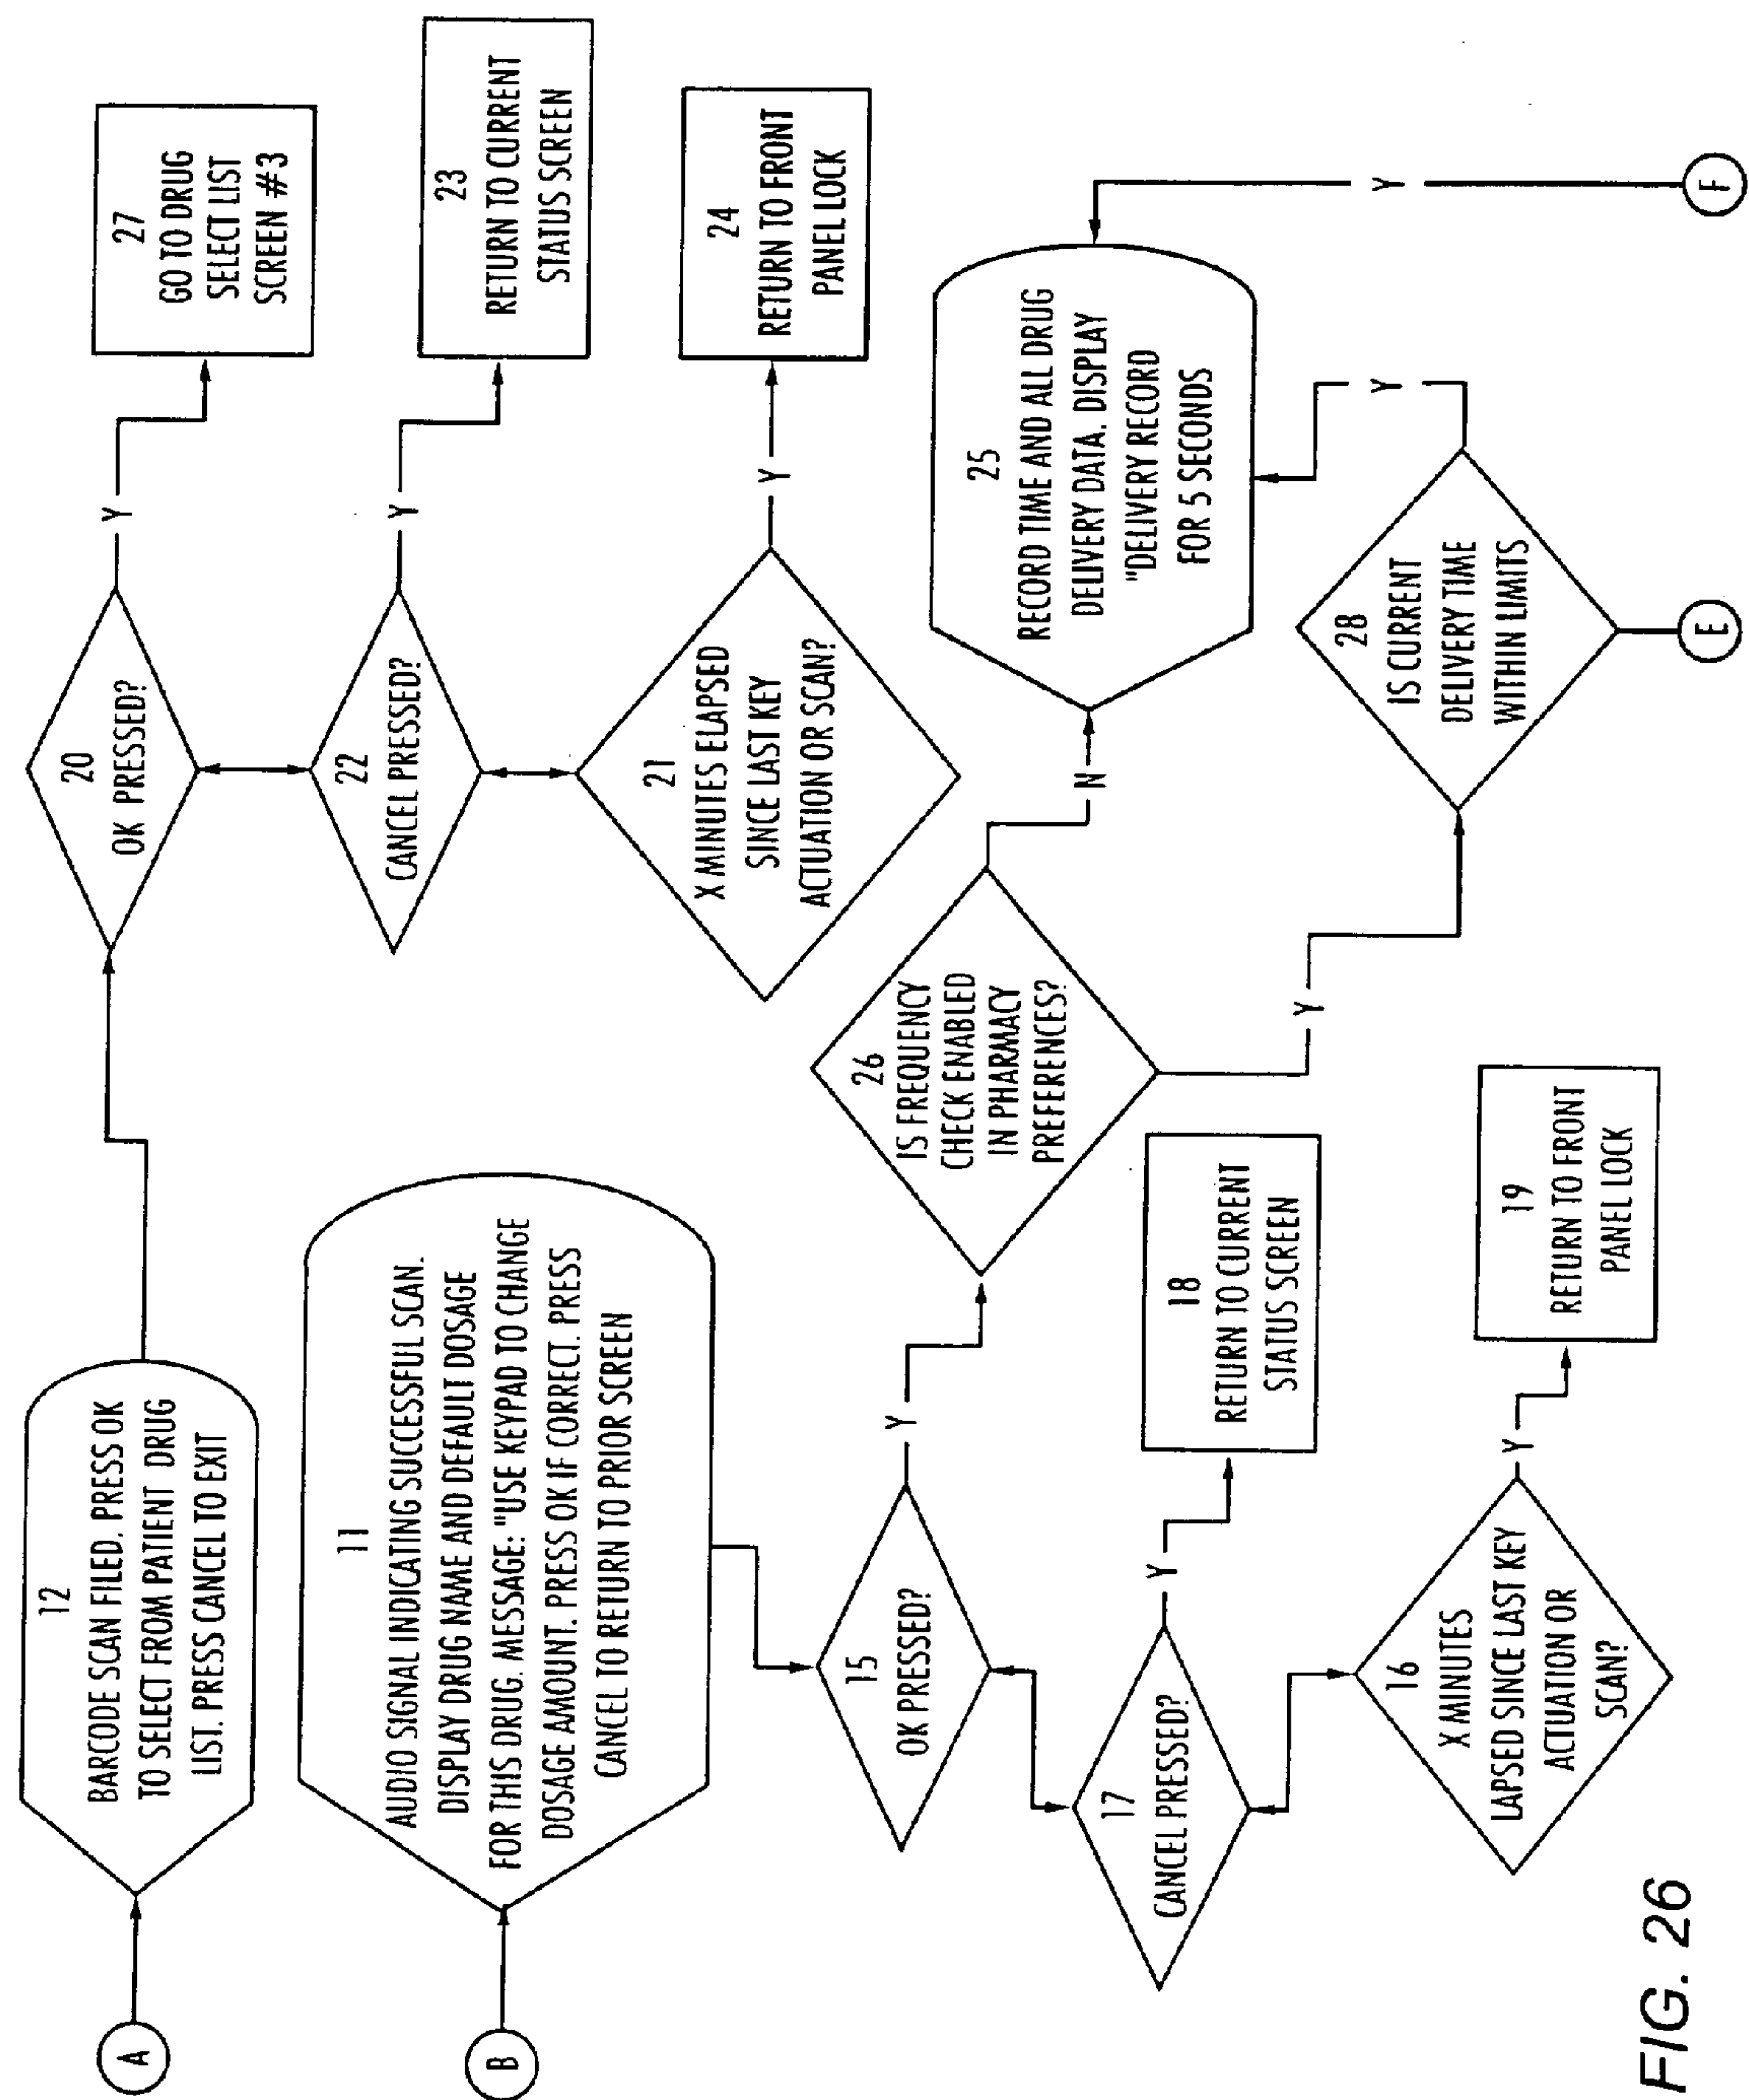 A
12
BARCODE SCAN FILED. PRESS OK
TO SELECT FROM PATIENT DRUG
LIST. PRESS CANCEL TO EXIT
20
OK PRESSED?
Y
27
GO TO DRUG
SELECT LIST
SCREEN #3
22
CANCEL PRESSED?
Y
23
RETURN TO CURRENT
STATUS SCREEN
21
X MINUTES ELAPSED
SINCE LAST KEY
ACTUATION OR SCAN?
Y
24
RETURN TO FRONT
PANEL LOCK
B
11
AUDIO SIGNAL INDICATING SUCCESSFUL SCAN.
DISPLAY DRUG NAME AND DEFAULT DOSAGE
FOR THIS DRUG. MESSAGE: "USE KEYPAD TO CHANGE
DOSAGE AMOUNT. PRESS OK IF CORRECT. PRESS
CANCEL TO RETURN TO PRIOR SCREEN
15
OK PRESSED?
Y
26
IS FREQUENCY
CHECK ENABLED
IN PHARMACY
PREFERENCES?
N
25
RECORD TIME AND ALL DRUG
DELIVERY DATA. DISPLAY
"DELIVERY RECORD
FOR 5 SECONDS
Y
F
Y
28
IS CURRENT
DELIVERY TIME
WITHIN LIMITS
Y
E
17
CANCEL PRESSED?
Y
18
RETURN TO CURRENT
STATUS SCREEN
16
X MINUTES
LAPSED SINCE LAST KEY
ACTUATION OR
SCAN?
Y
19
RETURN TO FRONT
PANEL LOCK
FIG. 26